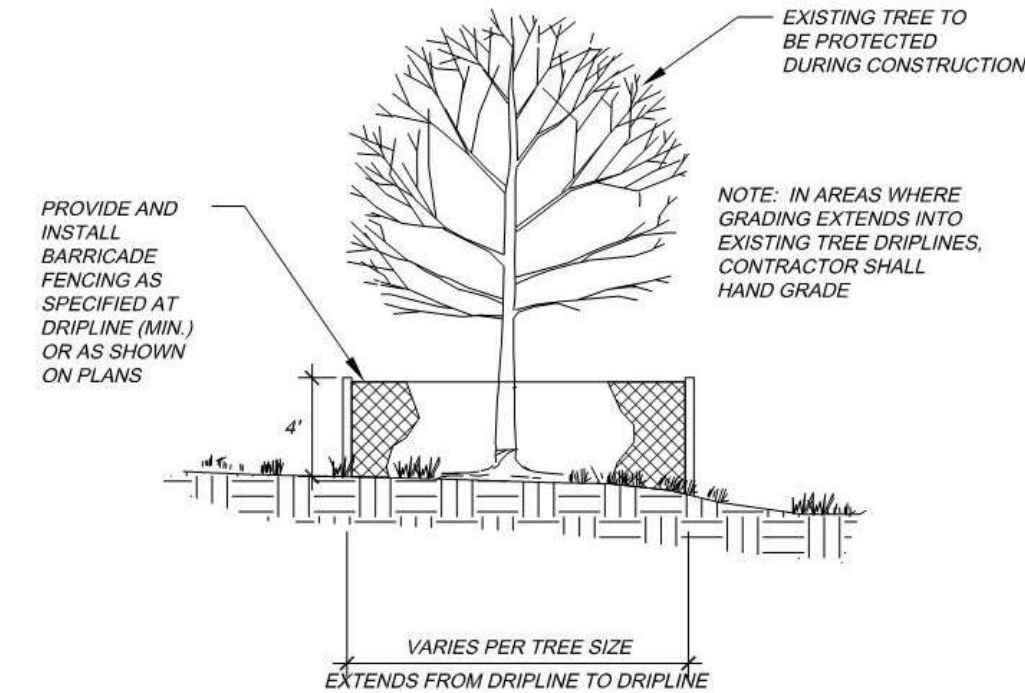 EXISTING TREE TO
BE PROTECTED
DURING CONSTRUCTION
NOTE: IN AREAS WHERE
GRADING EXTENDS INTO
EXISTING TREE DRIPLINES,
CONTRACTOR SHALL
HAND GRADE
PROVIDE AND
INSTALL
BARRICADE
FENCING AS
SPECIFIED AT
DRIPLINE (MIN.)
OR AS SHOWN
ON PLANS
4'
VARIES PER TREE SIZE
EXTENDS FROM DRIPLINE TO DRIPLINE